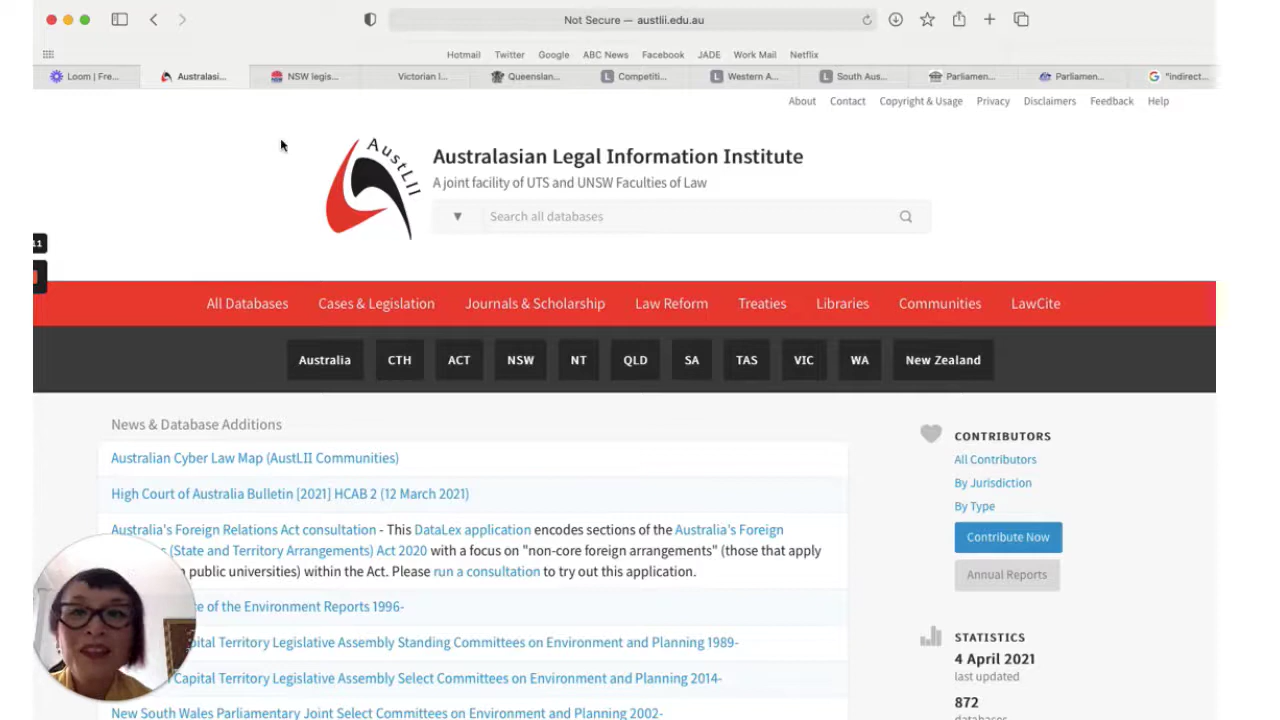 Not Secure — austlii.edu.au
Hotmail Twitter Google ABC News Facebook JADE Work Mail Netflix
Loom | Fre... Australasi... NSW legis... Victorian l... Queenslan... Competiti... Western A... South Aus... Parliamen... Parliamen... "indirect...
About Contact Copyright & Usage Privacy Disclaimers Feedback Help
AustLII
Australasian Legal Information Institute
A joint facility of UTS and UNSW Faculties of Law
Search all databases
All Databases Cases & Legislation Journals & Scholarship Law Reform Treaties Libraries Communities LawCite
Australia CTH ACT NSW NT QLD SA TAS VIC WA New Zealand
News & Database Additions
Australian Cyber Law Map (AustLII Communities)
High Court of Australia Bulletin [2021] HCAB 2 (12 March 2021)
Australia's Foreign Relations Act consultation - This DataLex application encodes sections of the Australia's Foreign
(State and Territory Arrangements) Act 2020 with a focus on "non-core foreign arrangements" (those that apply
public universities) within the Act. Please run a consultation to try out this application.
of the Environment Reports 1996-
Territory Legislative Assembly Standing Committees on Environment and Planning 1989-
Capital Territory Legislative Assembly Select Committees on Environment and Planning 2014-
New South Wales Parliamentary Joint Select Committees on Environment and Planning 2002-
CONTRIBUTORS
All Contributors
By Jurisdiction
By Type
Contribute Now
Annual Reports
STATISTICS
4 April 2021
last updated
872
databases